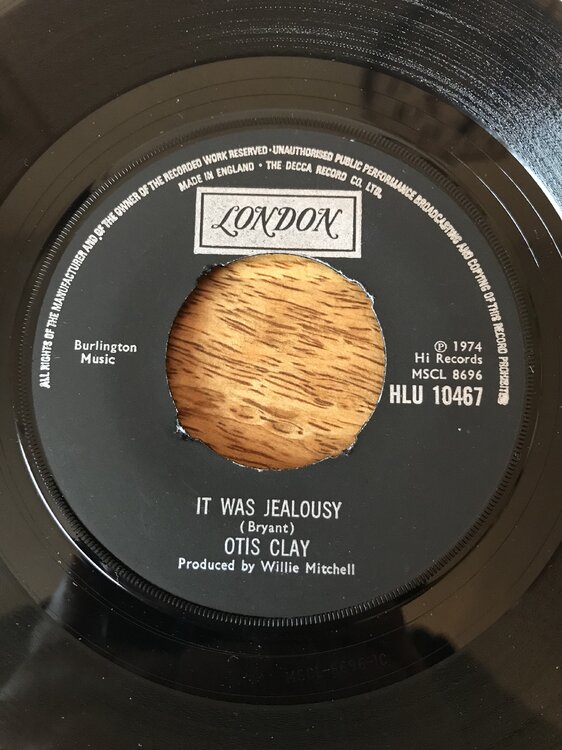 ALL RIGHTS OF THE MANUFACTURER AND OF THE OWNER OF THE RECORDED WORK RESERVED · UNAUTHORISED PUBLIC PERFORMANCE BROADCASTING AND COPYING OF THIS RECORD PROHIBITED
MADE IN ENGLAND · THE DECCA RECORD CO. LTD.
LONDON
Burlington
Music
℗ 1974
Hi Records
MSCL 8696
HLU 10467
IT WAS JEALOUSY
(Bryant)
OTIS CLAY
Produced by Willie Mitchell